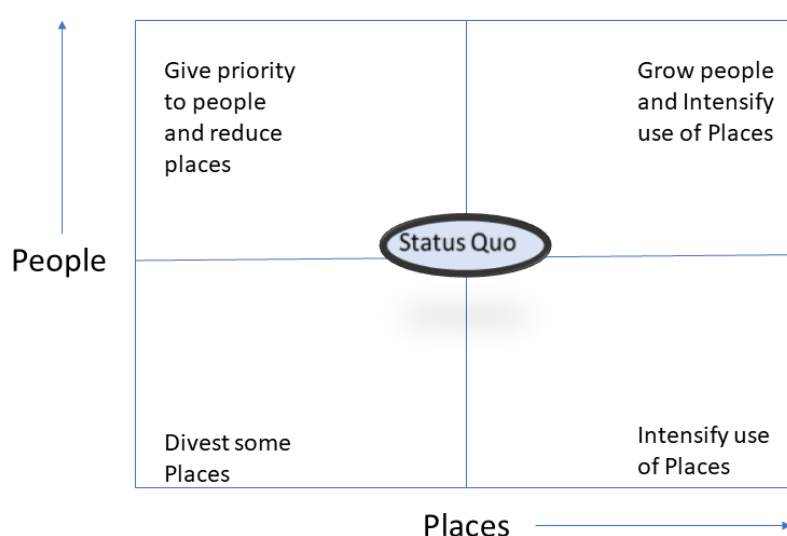 Give priority
to people
and reduce
places
Grow people
and Intensify
use of Places
Status Quo
People
Divest some
Places
Intensify use
of Places
Places